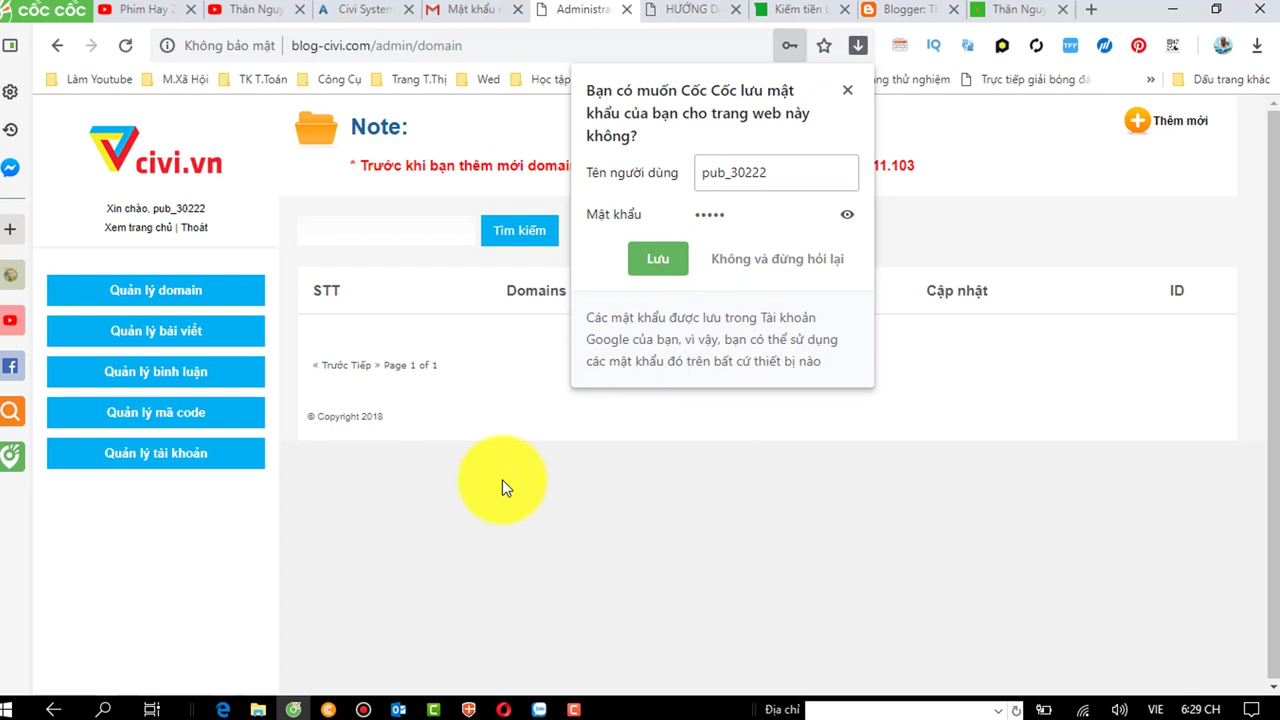 cốc cốc
Phim Hay 2
Thân Nguy
Civi System
Mật khẩu
Administra
HƯỚNG D
Kiếm tiền b
Blogger: T
Thân Nguy
Không bảo mật
blog-civi.com/admin/domain
Làm Youtube
M.Xã Hội
TK T.Toán
Công Cụ
Trang T.Thị
Wed
Học tập
ng thử nghiệm
Trực tiếp bóng đá
»
Dấu trang khác
civi.vn
Xin chào, pub_30222
Xem trang chủ | Thoát
Quản lý domain
Quản lý bài viết
Quản lý bình luận
Quản lý mã code
Quản lý tài khoản
Note:
* Trước khi bạn thêm mới domai
11.103
Thêm mới
Tìm kiếm
STT
Domains
Cập nhật
ID
« Trước Tiếp » Page 1 of 1
© Copyright 2018
Bạn có muốn Cốc Cốc lưu mật
khẩu của bạn cho trang web này
không?
Tên người dùng
pub_30222
Mật khẩu
•••••
Lưu
Không và đừng hỏi lại
Các mật khẩu được lưu trong Tài khoản
Google của bạn, vì vậy, bạn có thể sử dụng
các mật khẩu đó trên bất cứ thiết bị nào
Địa chỉ
VIE
6:29 CH